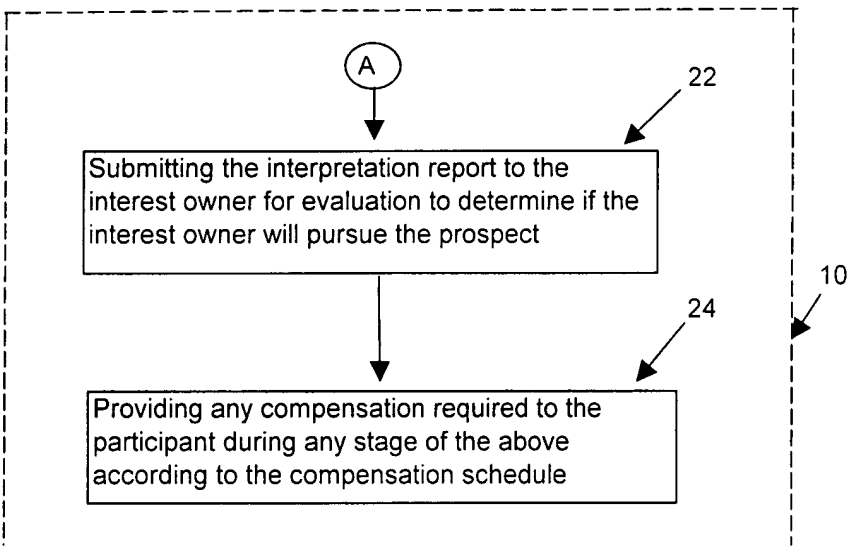 A
22
Submitting the interpretation report to the
interest owner for evaluation to determine if the
interest owner will pursue the prospect
10
24
Providing any compensation required to the
participant during any stage of the above
according to the compensation schedule